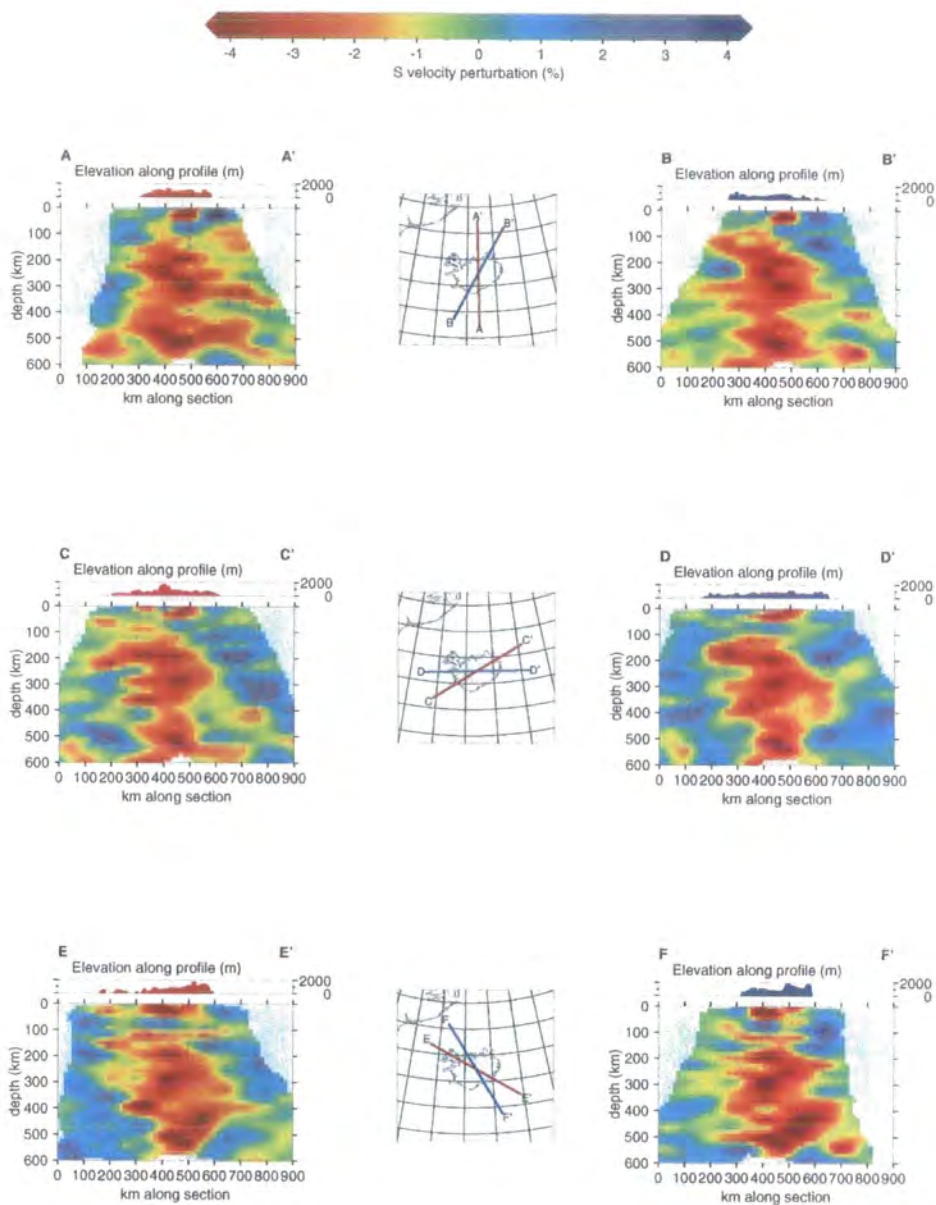 -4 -3 -2 -1 0 1 2 3 4
S velocity perturbation (%)
A A'
Elevation along profile (m)
2000
0
0
100
200
300
400
500
600
depth (km)
0 100 200 300 400 500 600 700 800 900
km along section
A'
B'
B
A
B B'
Elevation along profile (m)
2000
0
0
100
200
300
400
500
600
depth (km)
0 100 200 300 400 500 600 700 800 900
km along section
C C'
Elevation along profile (m)
2000
0
0
100
200
300
400
500
600
depth (km)
0 100 200 300 400 500 600 700 800 900
km along section
C'
D D'
C
D D'
Elevation along profile (m)
2000
0
0
100
200
300
400
500
600
depth (km)
0 100 200 300 400 500 600 700 800 900
km along section
E E'
Elevation along profile (m)
2000
0
0
100
200
300
400
500
600
depth (km)
0 100 200 300 400 500 600 700 800 900
km along section
F
E
E'
F'
F F'
Elevation along profile (m)
2000
0
0
100
200
300
400
500
600
depth (km)
0 100 200 300 400 500 600 700 800 900
km along section